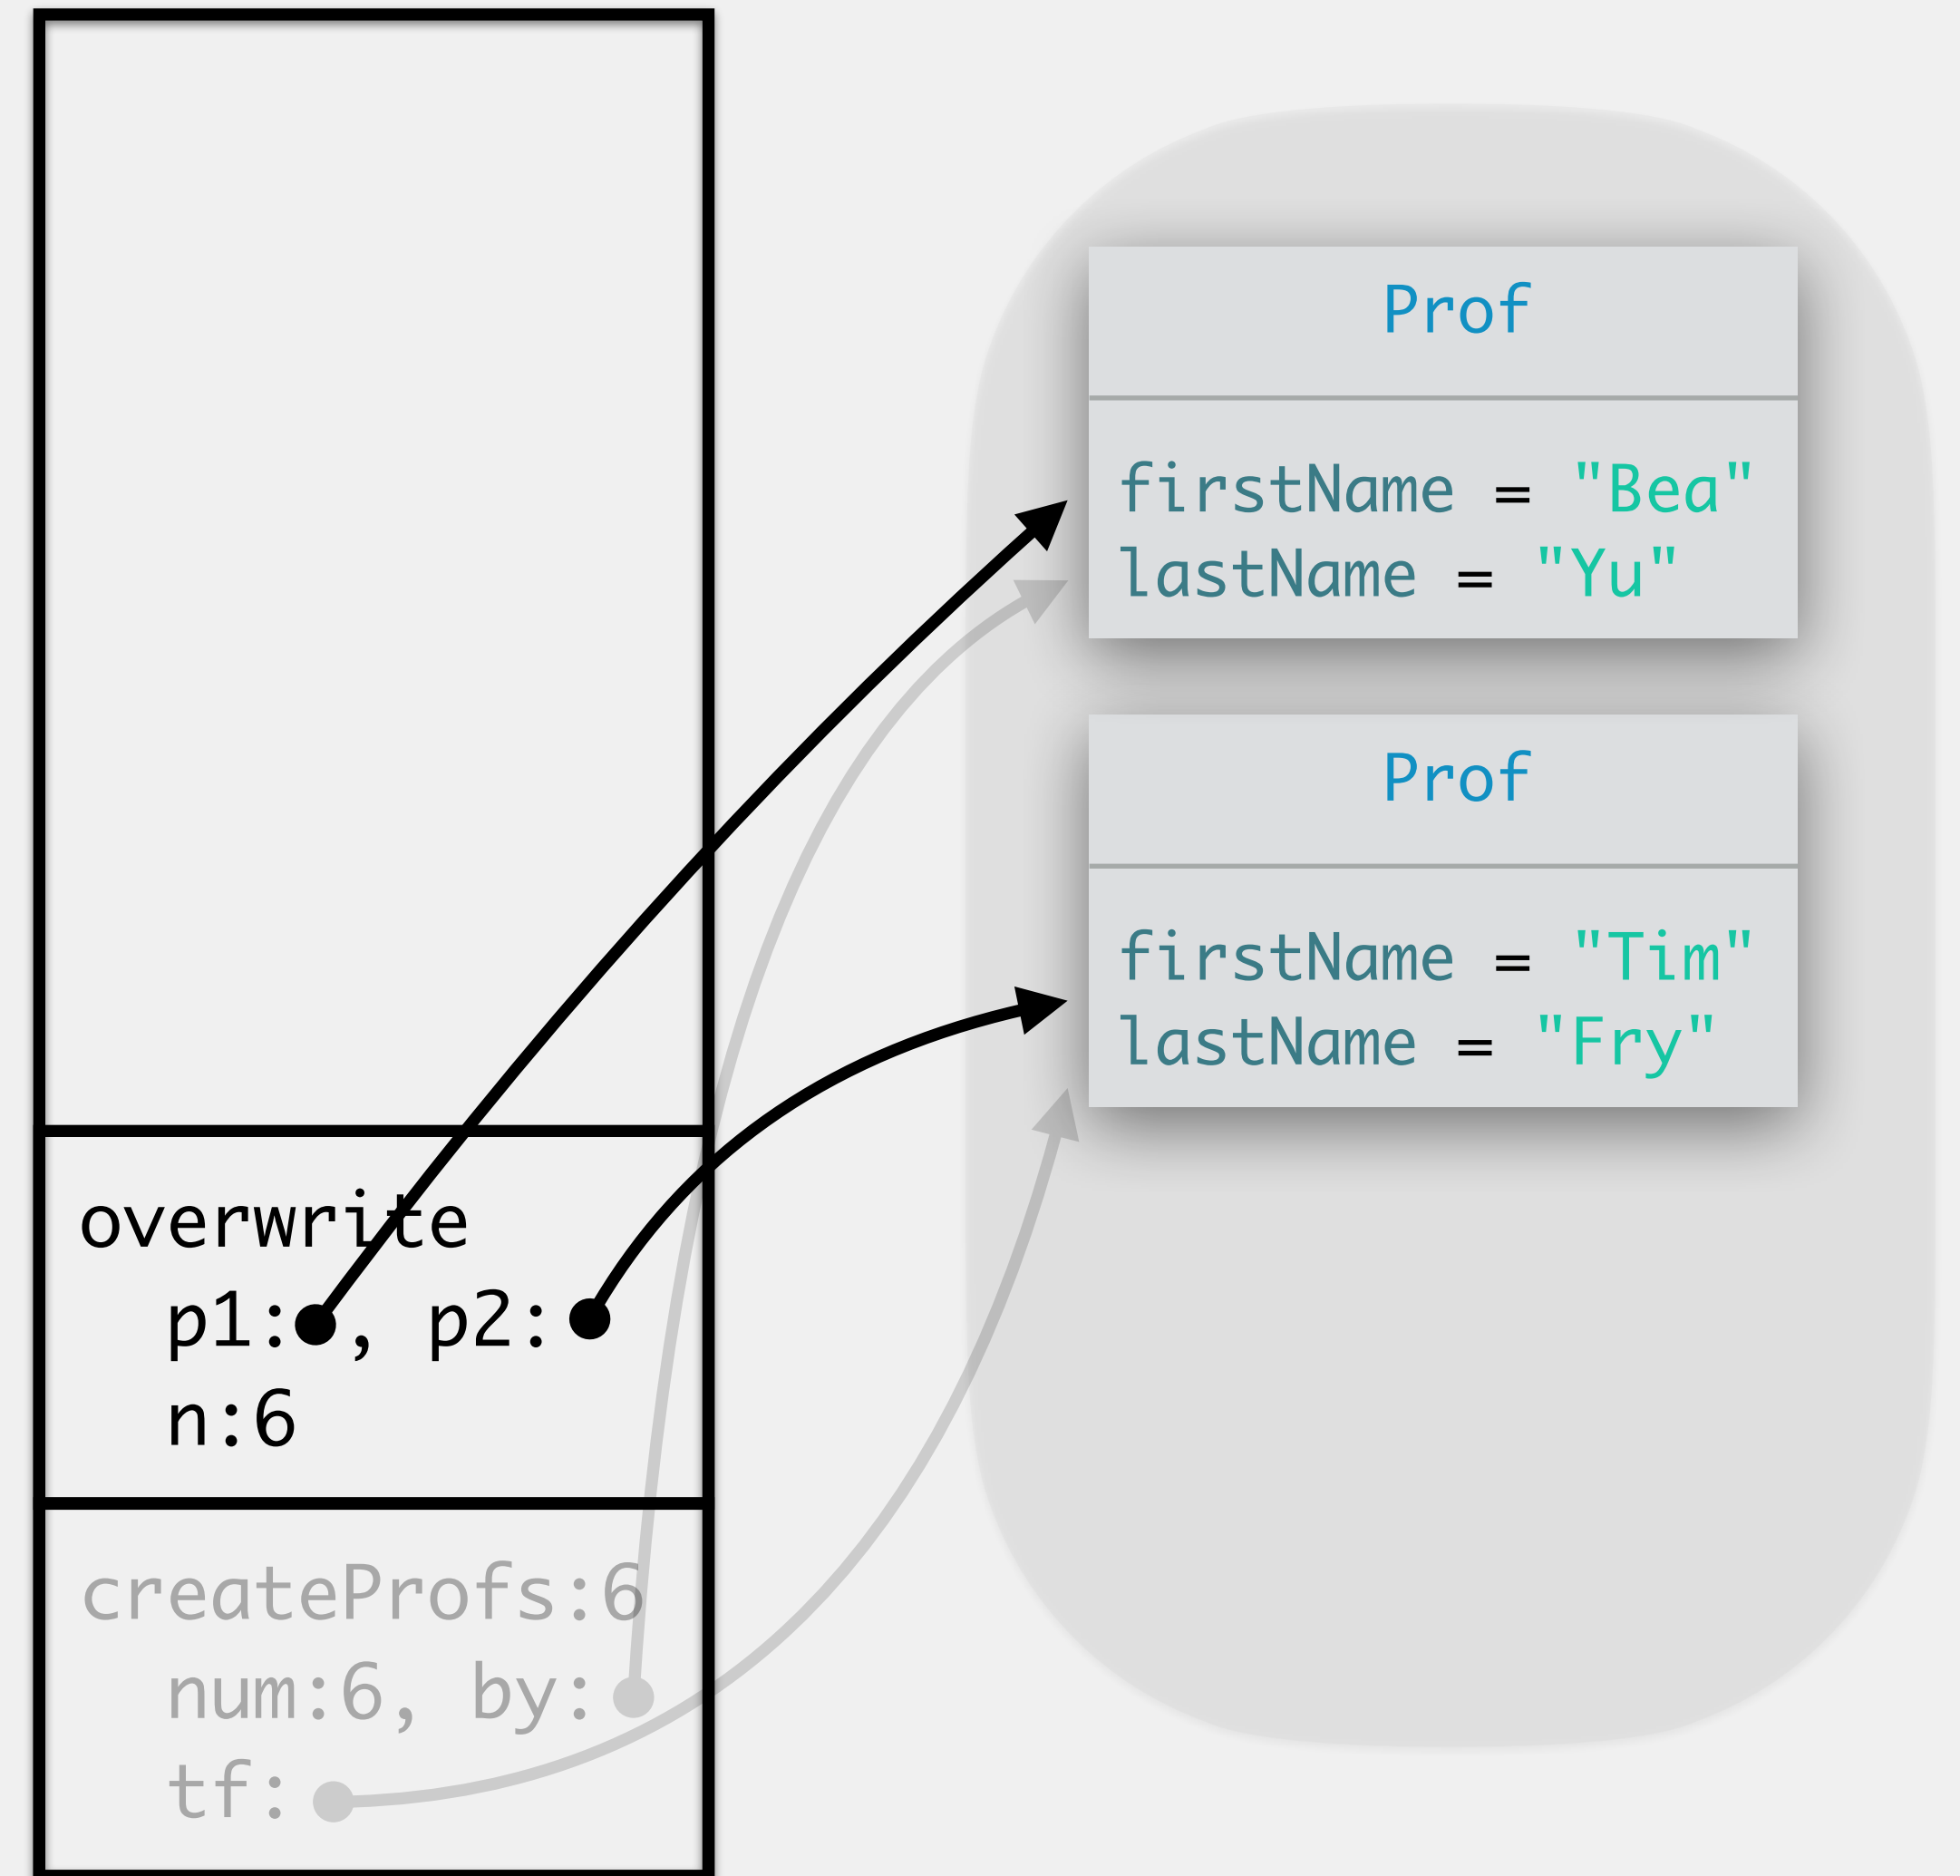 Prof
firstName = "Bea"
lastName = "Yu"
Prof
firstName = "Tim"
lastName = "Fry"
overwrite
p1:, p2:
n:6
createProfs:6
num:6, by:
tf: